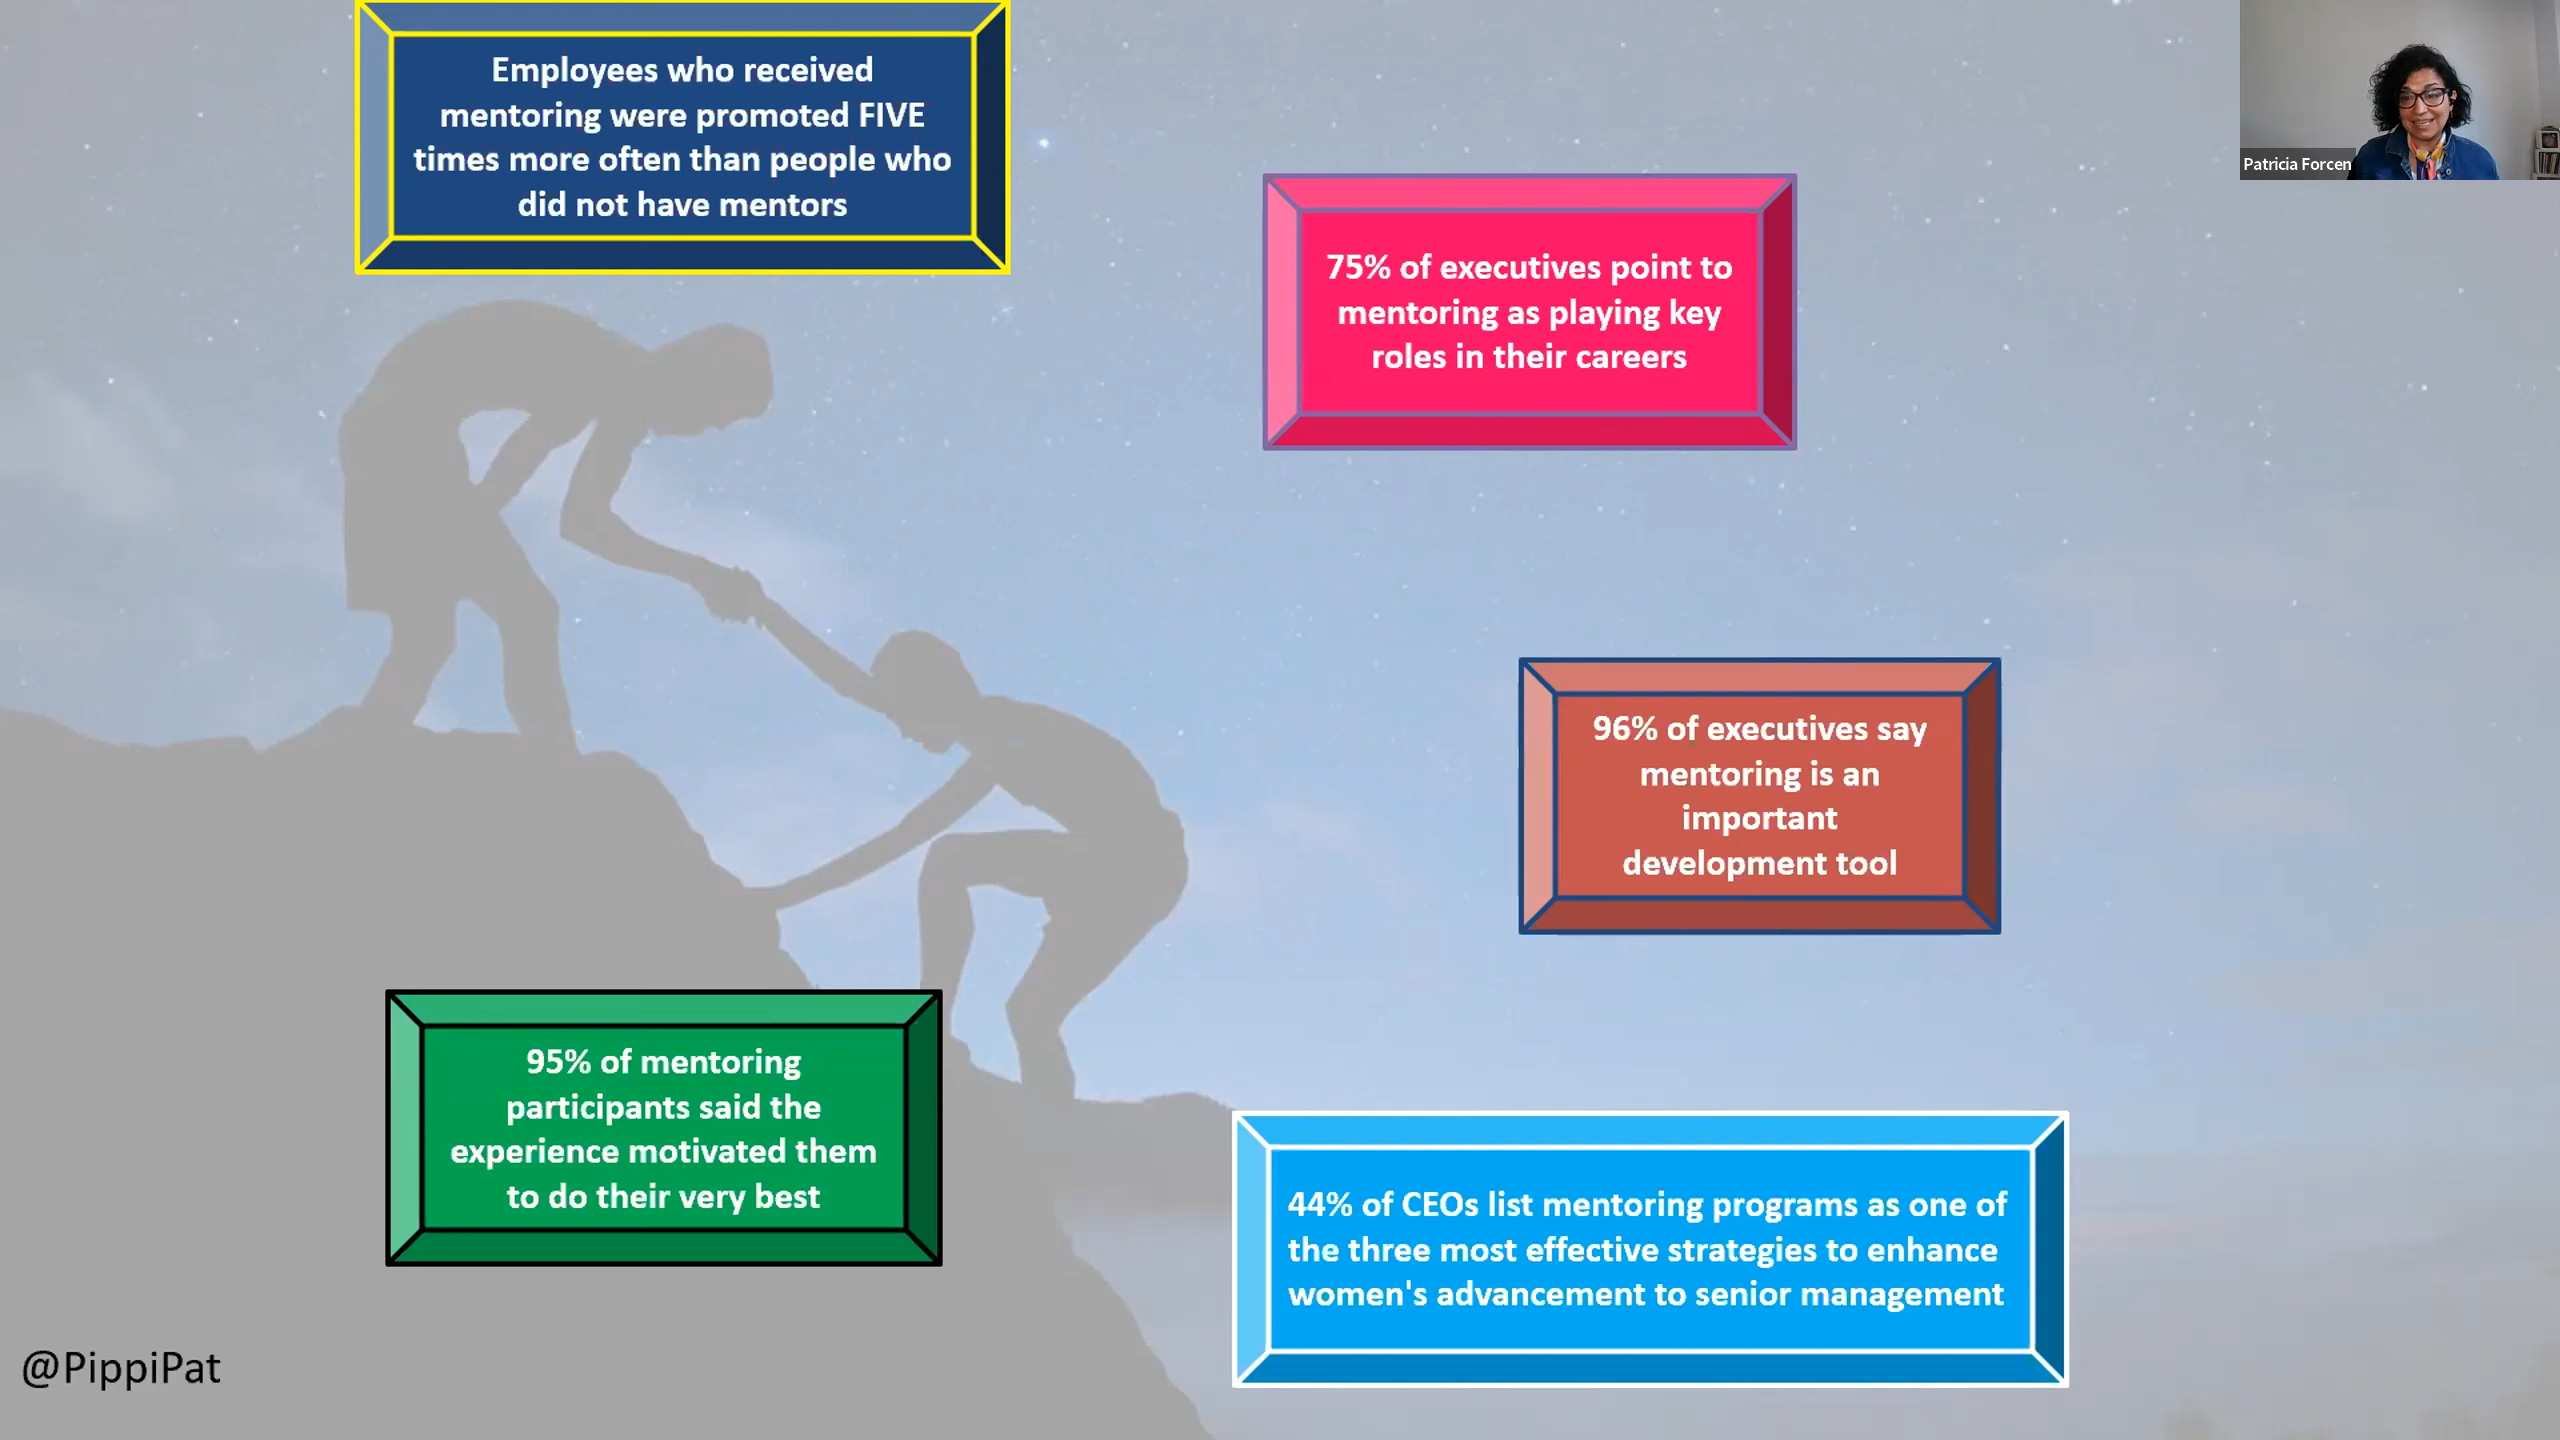 Employees who received
mentoring were promoted FIVE
times more often than people who
did not have mentors
Patricia Forcen
75% of executives point to
mentoring as playing key
roles in their careers
96% of executives say
mentoring is an
important
development tool
95% of mentoring
participants said the
experience motivated them
to do their very best
44% of CEOs list mentoring programs as one of
the three most effective strategies to enhance
women's advancement to senior management
@PippiPat